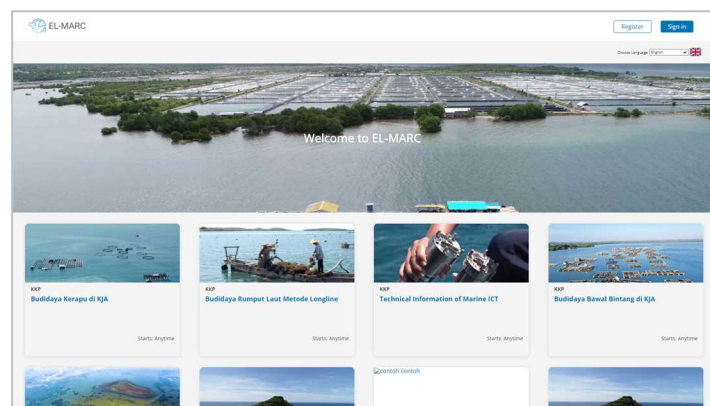 EL-MARC
Register
Sign in
Choose Language
English
Welcome to EL-MARC
KKP
Budidaya Kerapu di KJA
Starts: Anytime
KKP
Budidaya Rumput Laut Metode Longline
Starts: Anytime
KKP
Technical Information of Marine ICT
Starts: Anytime
KKP
Budidaya Bawal Bintang di KJA
Starts: Anytime
contoh contoh